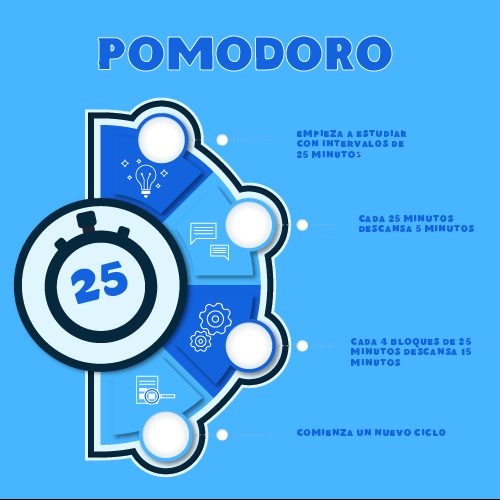 POMODORO
EMPIEZA A ESTUDIAR
CON INTERVALOS DE
25 MINUTOS
CADA 25 MINUTOS
DESCANSA 5 MINUTOS
25
CADA 4 BLOQUES DE 25
MINUTOS DESCANSA 15
MINUTOS
COMIENZA UN NUEVO CICLO